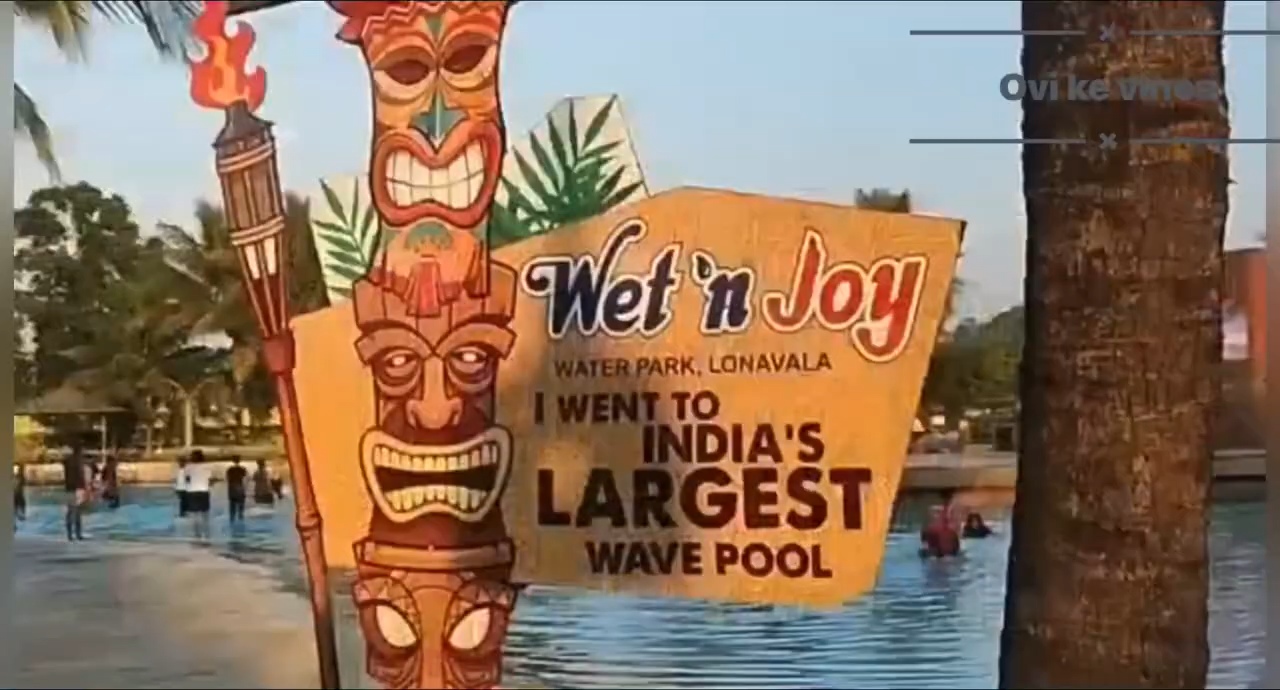 Ovi ke vines
Wet 'n Joy
WATER PARK, LONAVALA
I WENT TO
INDIA'S
LARGEST
WAVE POOL